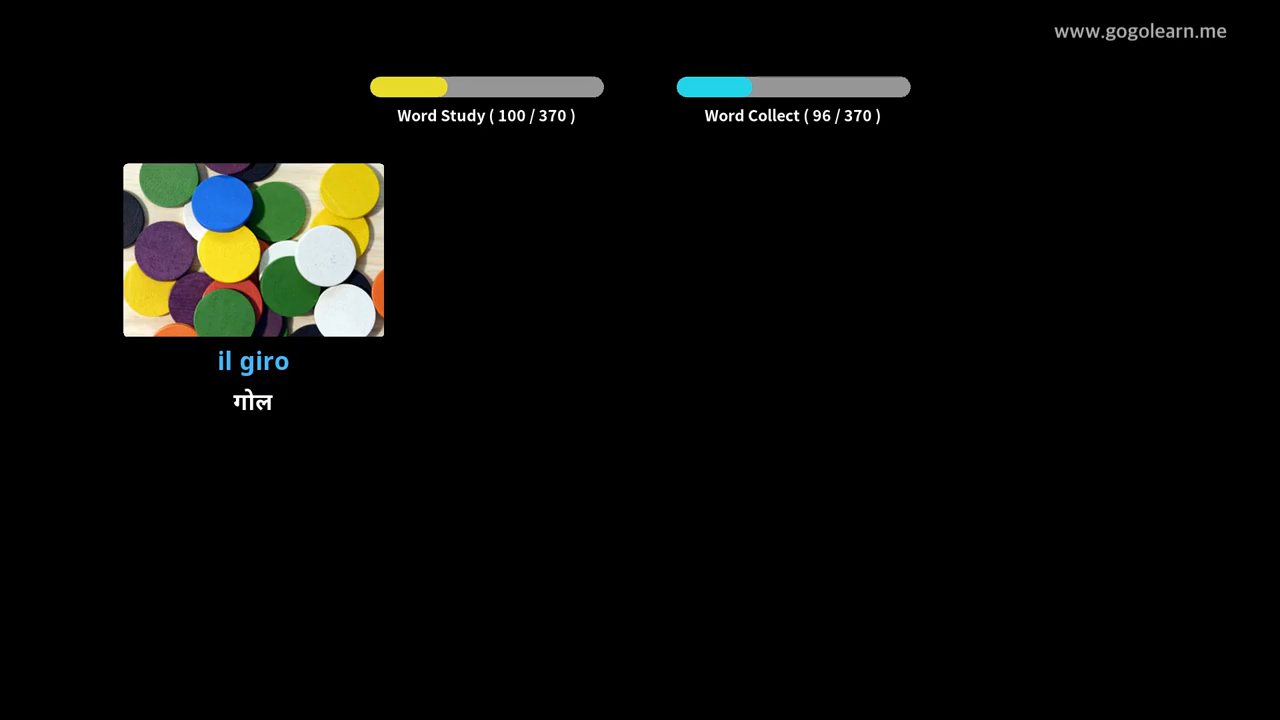 www.gogolearn.me
Word Study ( 100 / 370 )
Word Collect ( 96 / 370 )
il giro
गोल